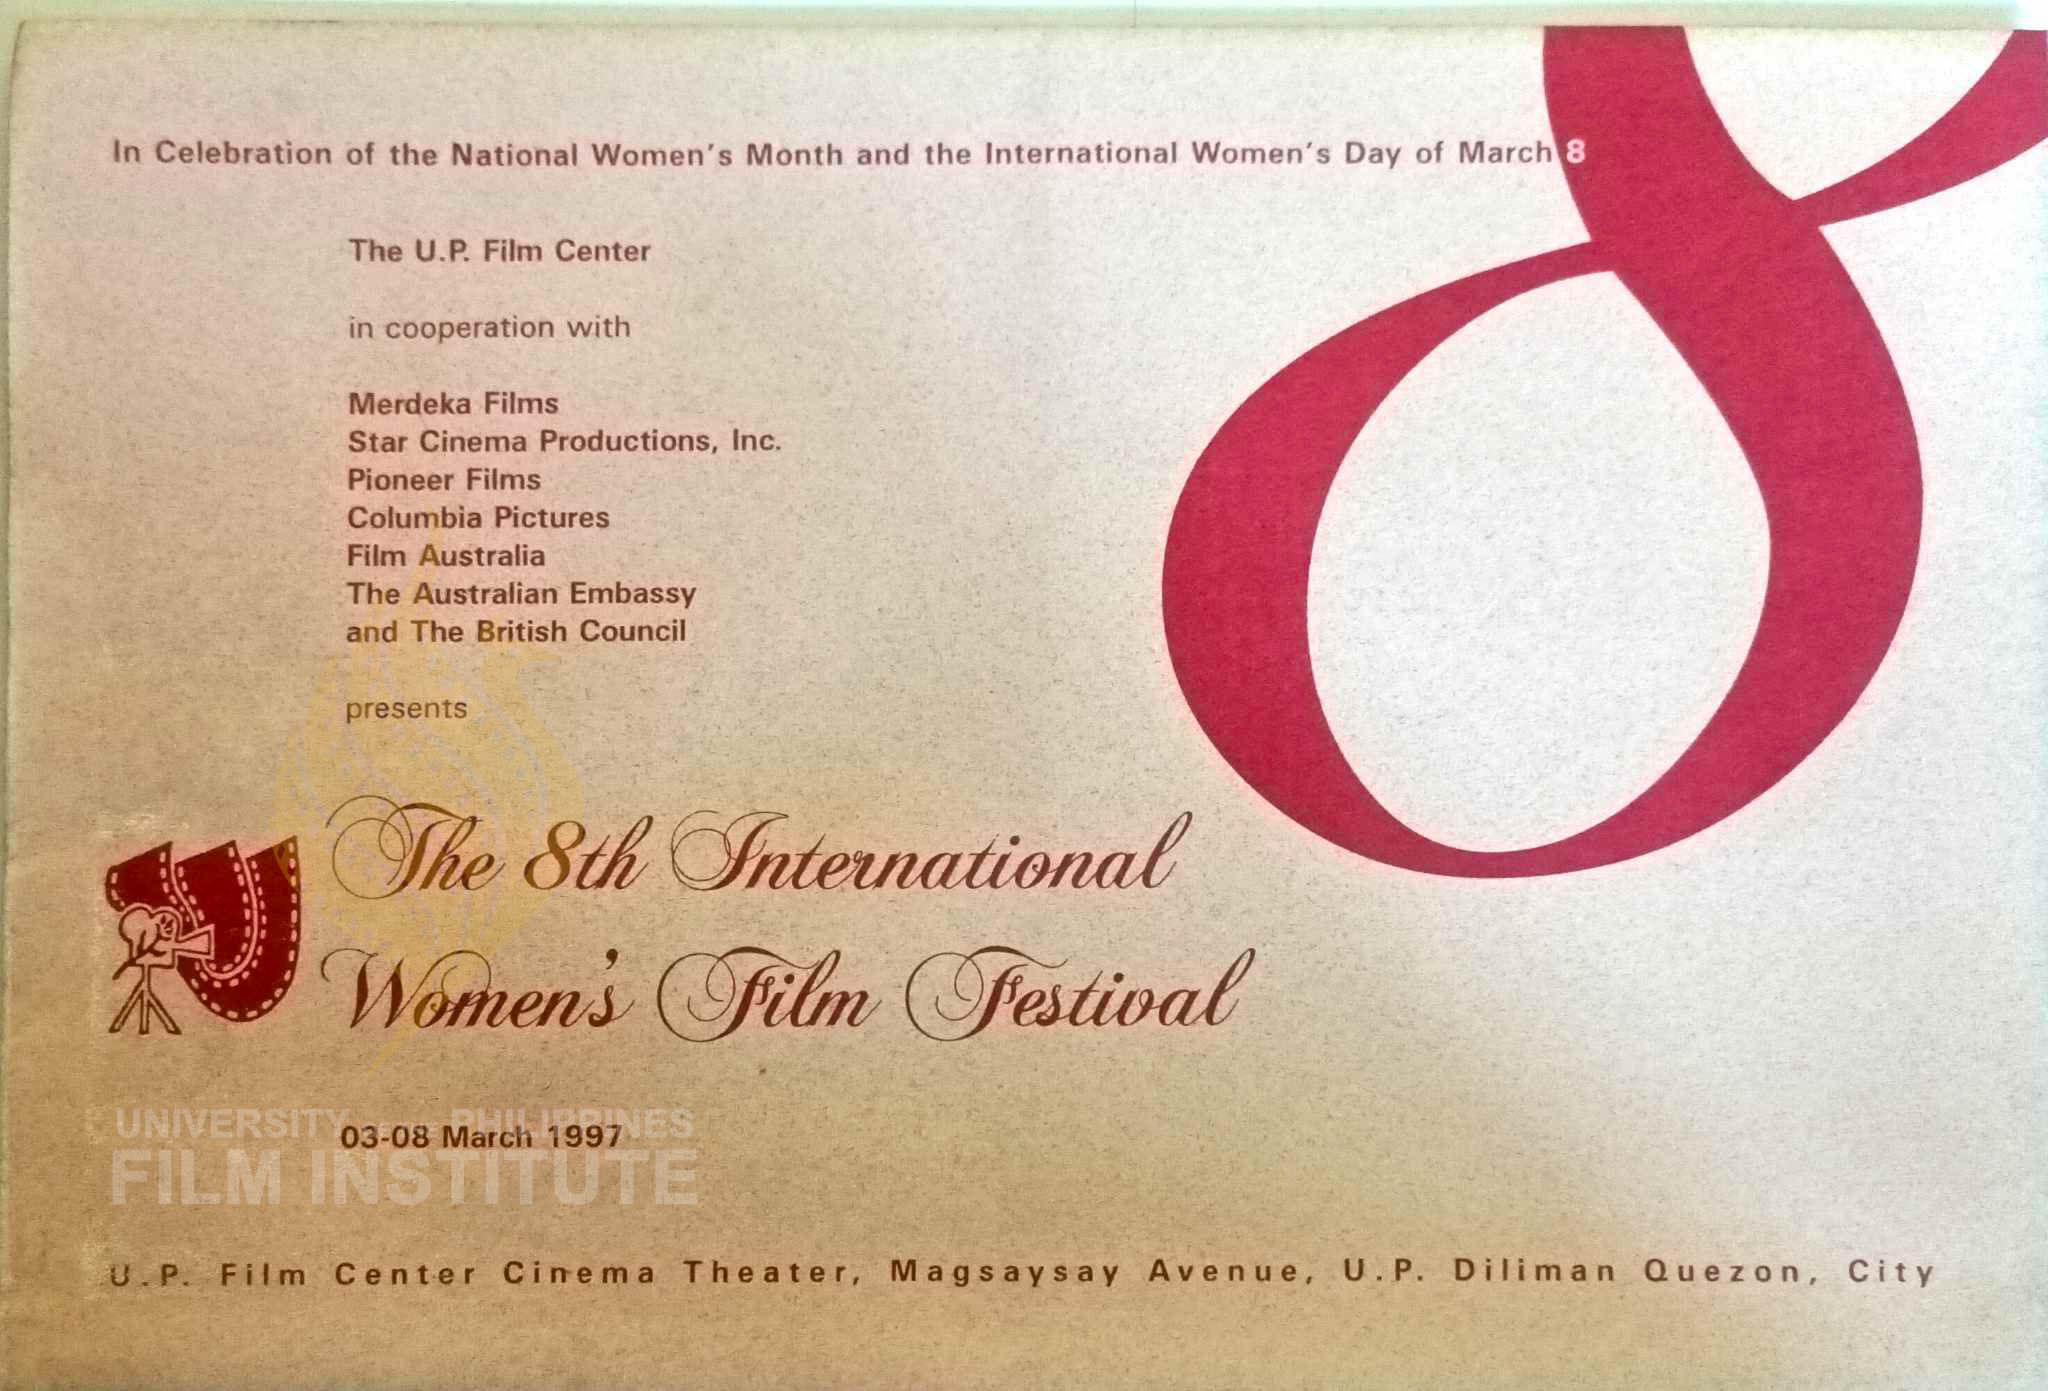 In Celebration of the National Women's Month and the International Women's Day of March 8
The U.P. Film Center
in cooperation with
Merdeka Films
Star Cinema Productions, Inc.
Pioneer Films
Columbia Pictures
Film Australia
The Australian Embassy
and The British Council
presents
8
The 8th International
Women's Film Festival
UNIVERSITY PHILIPPINES
FILM INSTITUTE
03-08 March 1997
U.P. Film Center Cinema Theater, Magsaysay Avenue, U.P. Diliman Quezon, City